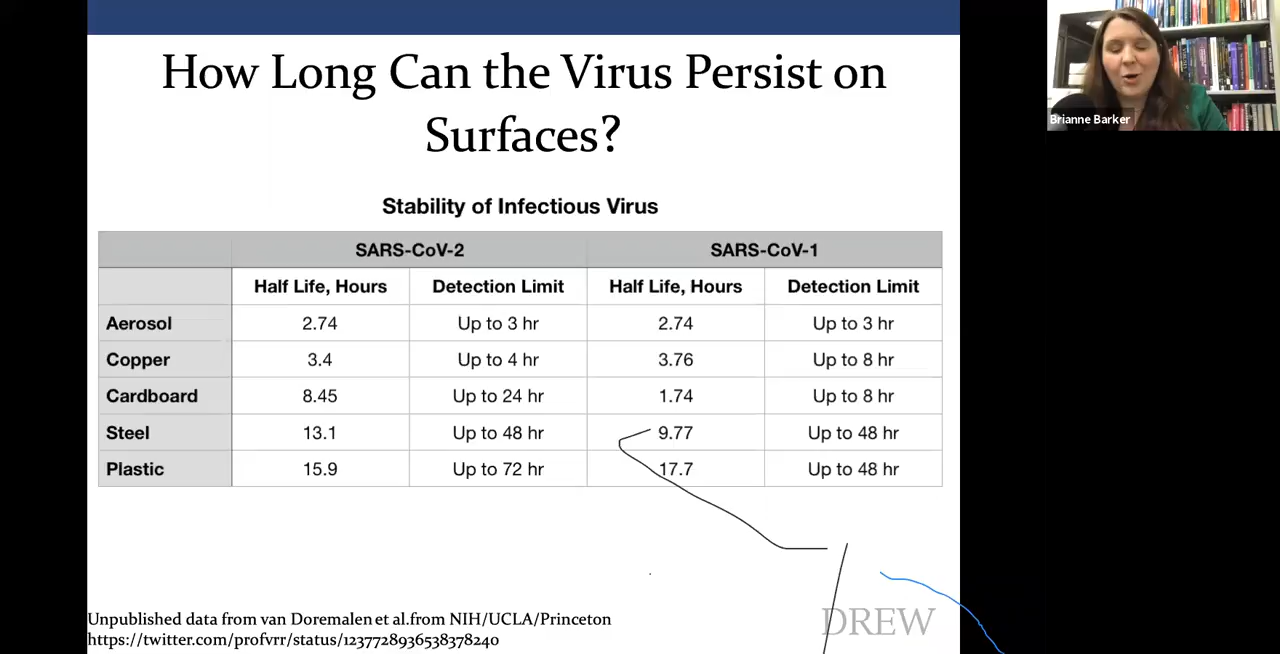 How Long Can the Virus Persist on
Surfaces?
Brianne Barker
Stability of Infectious Virus
SARS-CoV-2 SARS-CoV-1
Half Life, Hours Detection Limit Half Life, Hours Detection Limit
Aerosol 2.74 Up to 3 hr 2.74 Up to 3 hr
Copper 3.4 Up to 4 hr 3.76 Up to 8 hr
Cardboard 8.45 Up to 24 hr 1.74 Up to 8 hr
Steel 13.1 Up to 48 hr 9.77 Up to 48 hr
Plastic 15.9 Up to 72 hr 17.7 Up to 48 hr
Unpublished data from van Doremalen et al.from NIH/UCLA/Princeton
https://twitter.com/profvrr/status/1237728936538378240
DREW